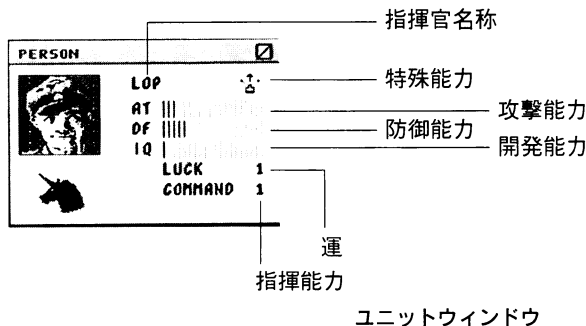 指揮官名称
PERSON
LOP
特殊能力
AT
攻撃能力
DF
防御能力
IQ
開発能力
LUCK 1
COMMAND 1
運
指揮能力
ユニットウィンドウ